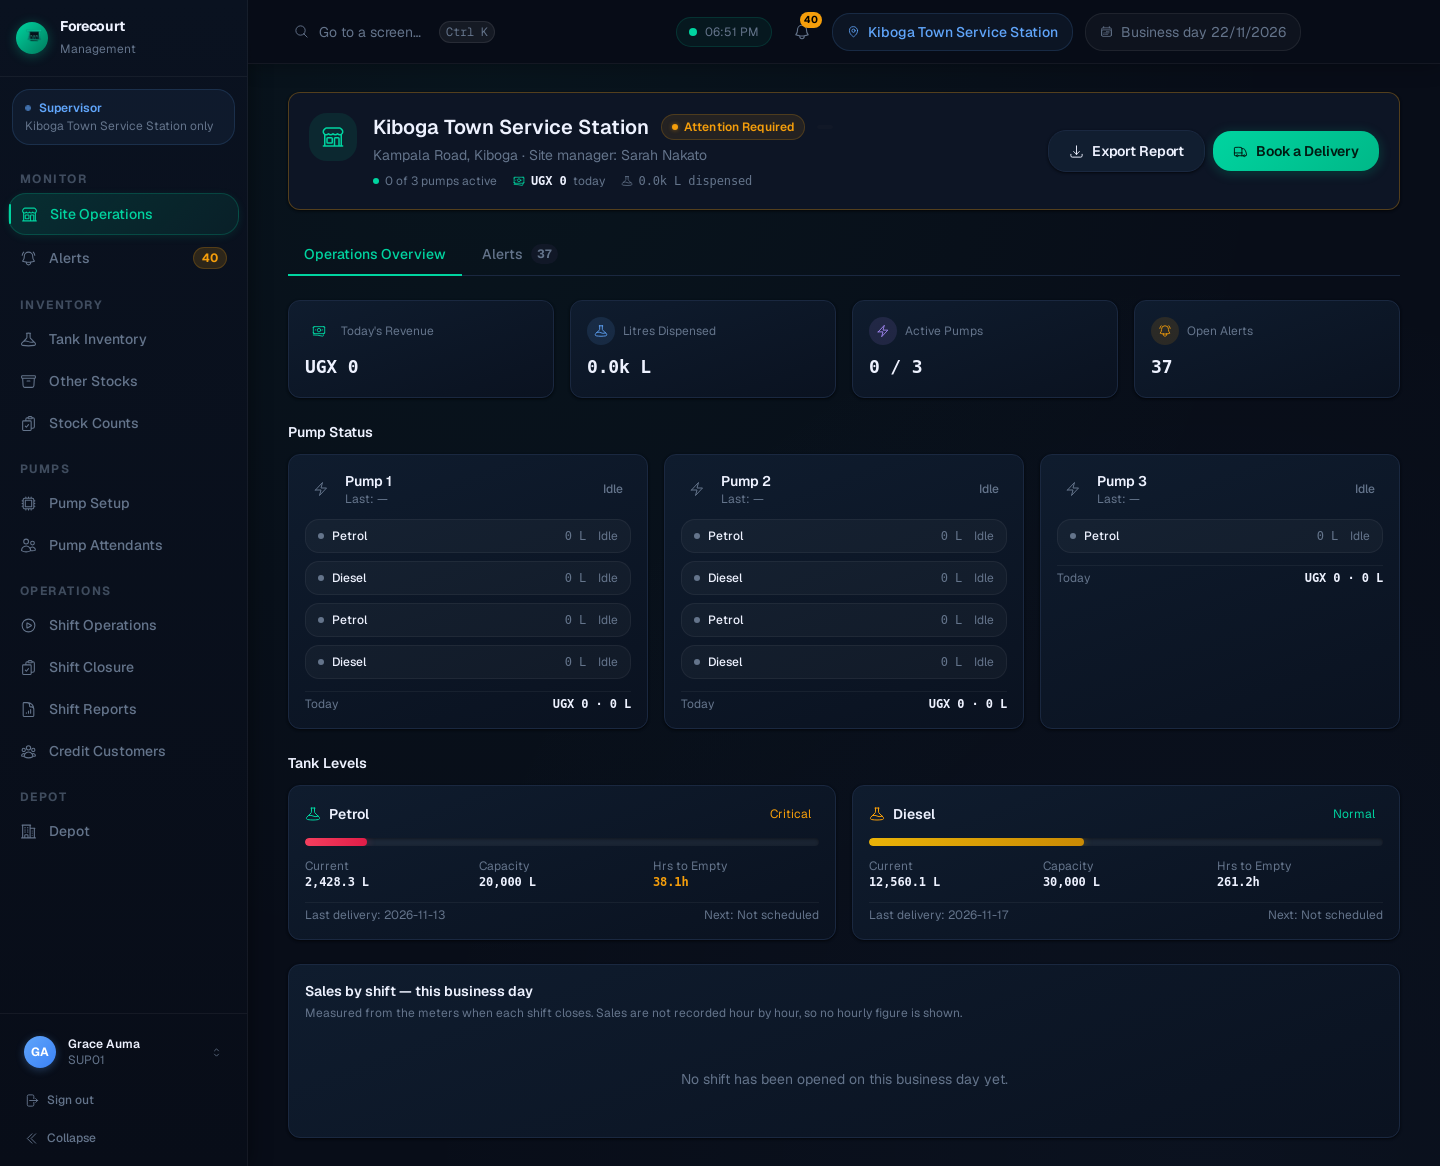 Forecourt
Management
Supervisor
Kiboga Town Service Station only
MONITOR
Site Operations
Alerts 40
INVENTORY
Tank Inventory
Other Stocks
Stock Counts
PUMPS
Pump Setup
Pump Attendants
OPERATIONS
Shift Operations
Shift Closure
Shift Reports
Credit Customers
DEPOT
Depot
GA
Grace Auma
SUP01
Sign out
Collapse
Go to a screen... Ctrl K
06:51 PM
40
Kiboga Town Service Station
Business day 22/11/2026
Kiboga Town Service Station Attention Required
Kampala Road, Kiboga · Site manager: Sarah Nakato
0 of 3 pumps active UGX 0 today 0.0k L dispensed
Export Report
Book a Delivery
Operations Overview Alerts 37
Today's Revenue
UGX 0
Litres Dispensed
0.0k L
Active Pumps
0 / 3
Open Alerts
37
Pump Status
Pump 1
Last: —
Idle
Petrol 0 L Idle
Diesel 0 L Idle
Petrol 0 L Idle
Diesel 0 L Idle
Today UGX 0 · 0 L
Pump 2
Last: —
Idle
Petrol 0 L Idle
Diesel 0 L Idle
Petrol 0 L Idle
Diesel 0 L Idle
Today UGX 0 · 0 L
Pump 3
Last: —
Idle
Petrol 0 L Idle
Today UGX 0 · 0 L
Tank Levels
Petrol Critical
Current Capacity Hrs to Empty
2,428.3 L 20,000 L 38.1h
Last delivery: 2026-11-13 Next: Not scheduled
Diesel Normal
Current Capacity Hrs to Empty
12,560.1 L 30,000 L 261.2h
Last delivery: 2026-11-17 Next: Not scheduled
Sales by shift — this business day
Measured from the meters when each shift closes. Sales are not recorded hour by hour, so no hourly figure is shown.
No shift has been opened on this business day yet.